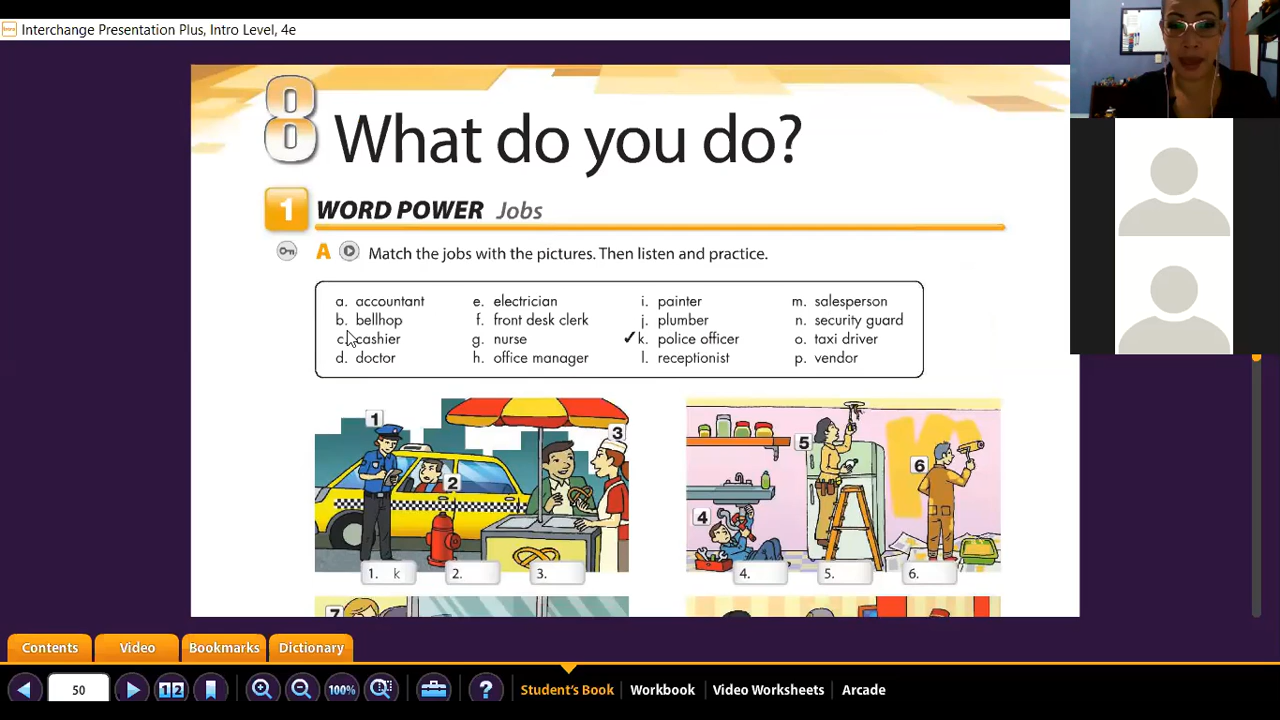 Interchange Presentation Plus, Intro Level, 4e
8 What do you do?
1 WORD POWER Jobs
A Match the jobs with the pictures. Then listen and practice.
a. accountant e. electrician i. painter m. salesperson
b. bellhop f. front desk clerk j. plumber n. security guard
c. cashier g. nurse ✓ k. police officer o. taxi driver
d. doctor h. office manager l. receptionist p. vendor
1 2 3
4 5 6
1. k 2. 3.
4. 5. 6.
7
Contents Video Bookmarks Dictionary
50 1 2 100% ? Student's Book Workbook Video Worksheets Arcade